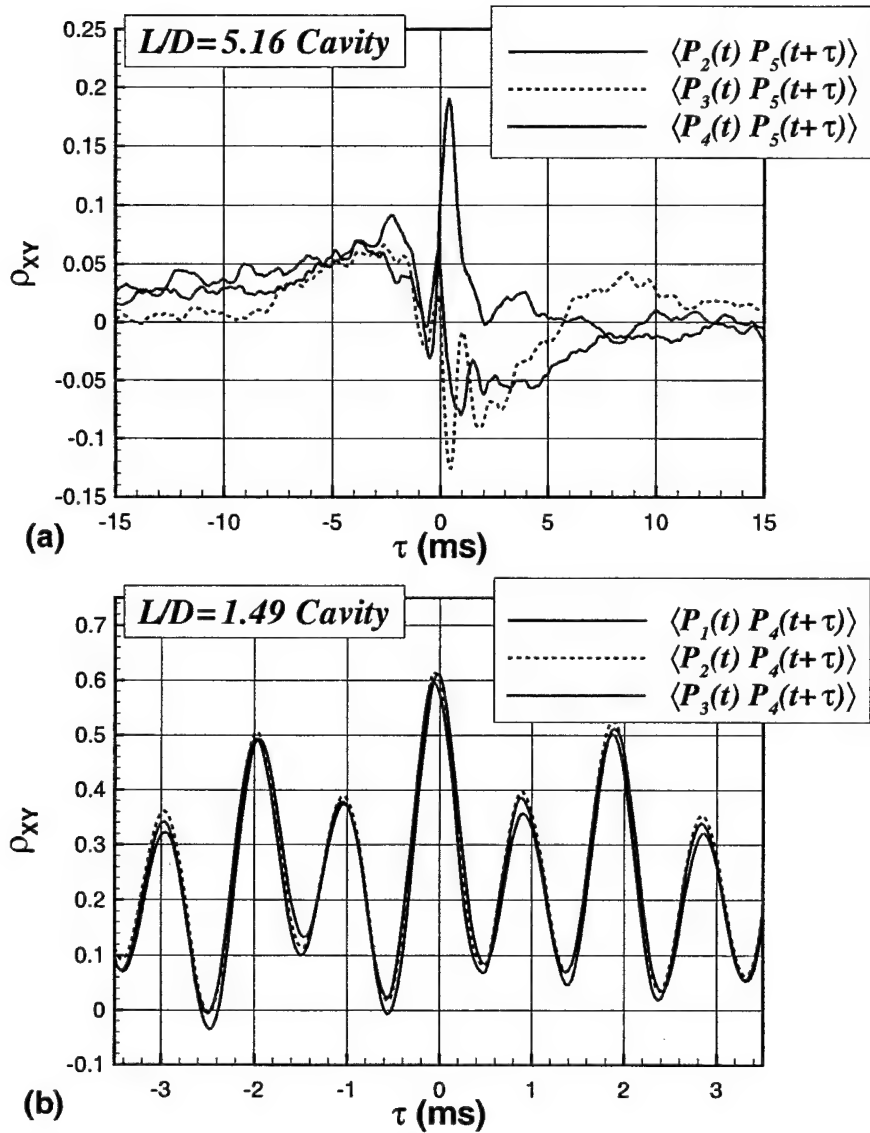 L/D=5.16 Cavity
⟨P₂(t) P₅(t+τ)⟩
⟨P₃(t) P₅(t+τ)⟩
⟨P₄(t) P₅(t+τ)⟩
0.25
0.2
0.15
0.1
0.05
0
-0.05
-0.1
-0.15
ρXY
-15
-10
-5
0
5
10
15
τ (ms)
(a)
L/D=1.49 Cavity
⟨P₁(t) P₄(t+τ)⟩
⟨P₂(t) P₄(t+τ)⟩
⟨P₃(t) P₄(t+τ)⟩
0.7
0.6
0.5
0.4
0.3
0.2
0.1
0
-0.1
ρXY
-3
-2
-1
0
1
2
3
τ (ms)
(b)